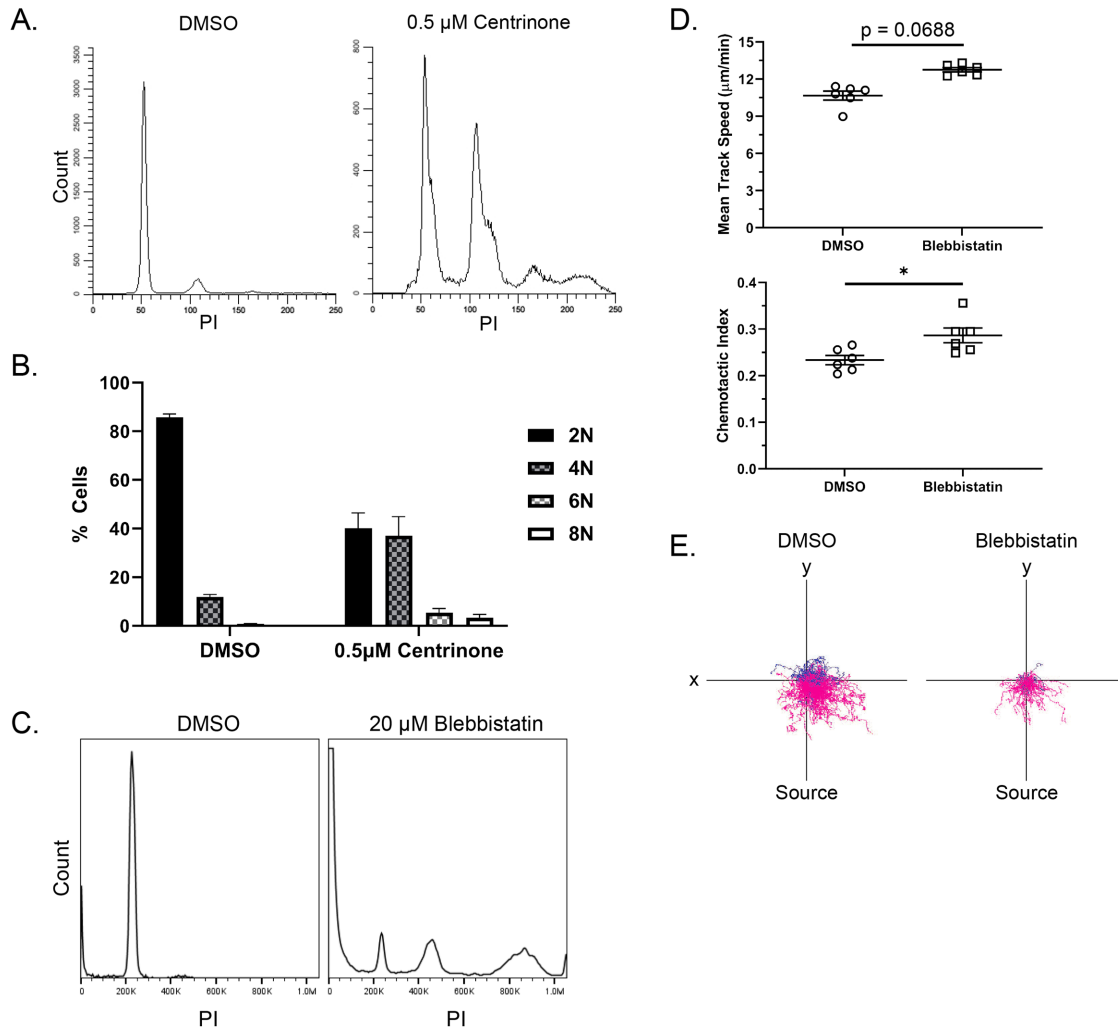 A.
DMSO
0.5 µM Centrinone
Count
3500
3000
2500
2000
1500
1000
500
0
0 50 100 150 200 250
PI
800
600
400
200
0
0 50 100 150 200 250
PI
B.
% Cells
100
80
60
40
20
0
DMSO
0.5µM Centrinone
2N
4N
6N
8N
C.
DMSO
20 µM Blebbistatin
Count
0 200K 400K 600K 800K 1.0M
PI
0 200K 400K 600K 800K 1.0M
PI
D.
p = 0.0688
Mean Track Speed (µm/min)
15
12
9
6
3
0
DMSO
Blebbistatin
*
Chemotactic Index
0.4
0.3
0.2
0.1
0.0
DMSO
Blebbistatin
E.
DMSO
Blebbistatin
y
y
x
Source
Source